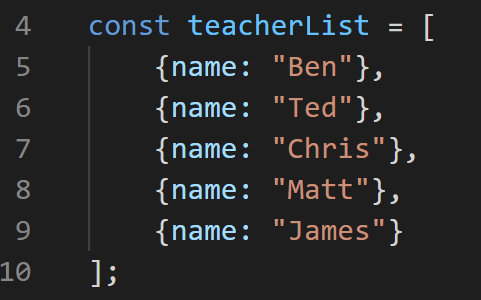 4 const teacherList = [
5 {name: "Ben"},
6 {name: "Ted"},
7 {name: "Chris"},
8 {name: "Matt"},
9 {name: "James"}
10 ];